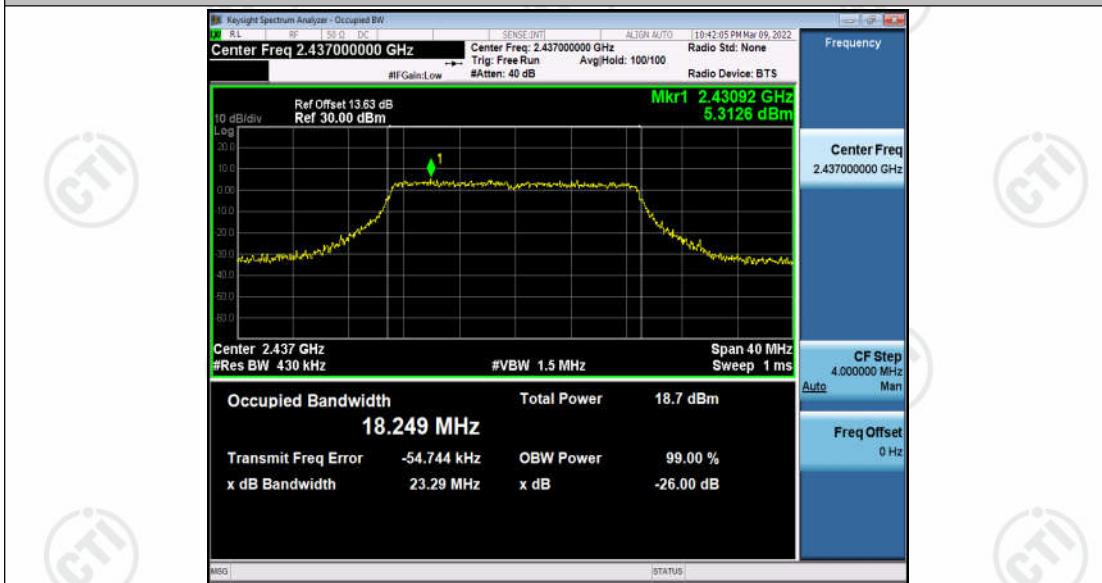 Keysight Spectrum Analyzer - Occupied BW
RL RF 50 Ω DC SENSE:INT ALIGN AUTO 10:42:05 PM Mar 09, 2022
Center Freq 2.437000000 GHz
Center Freq: 2.437000000 GHz
Radio Std: None
Trig: Free Run Avg|Hold: 100/100
#IFGain:Low #Atten: 40 dB Radio Device: BTS
Frequency
Mkr1 2.43092 GHz
5.3126 dBm
Ref Offset 13.63 dB
10 dB/div Ref 30.00 dBm
Log
20.0
10.0
0.00
-10.0
-20.0
-30.0
-40.0
-50.0
-60.0
1
Center Freq
2.437000000 GHz
Center 2.437 GHz Span 40 MHz
#Res BW 430 kHz #VBW 1.5 MHz Sweep 1 ms
CF Step
4.000000 MHz
Auto Man
Occupied Bandwidth Total Power 18.7 dBm
18.249 MHz
Freq Offset
0 Hz
Transmit Freq Error -54.744 kHz OBW Power 99.00 %
x dB Bandwidth 23.29 MHz x dB -26.00 dB
MSG STATUS
CTI
CTI
CTI
CTI